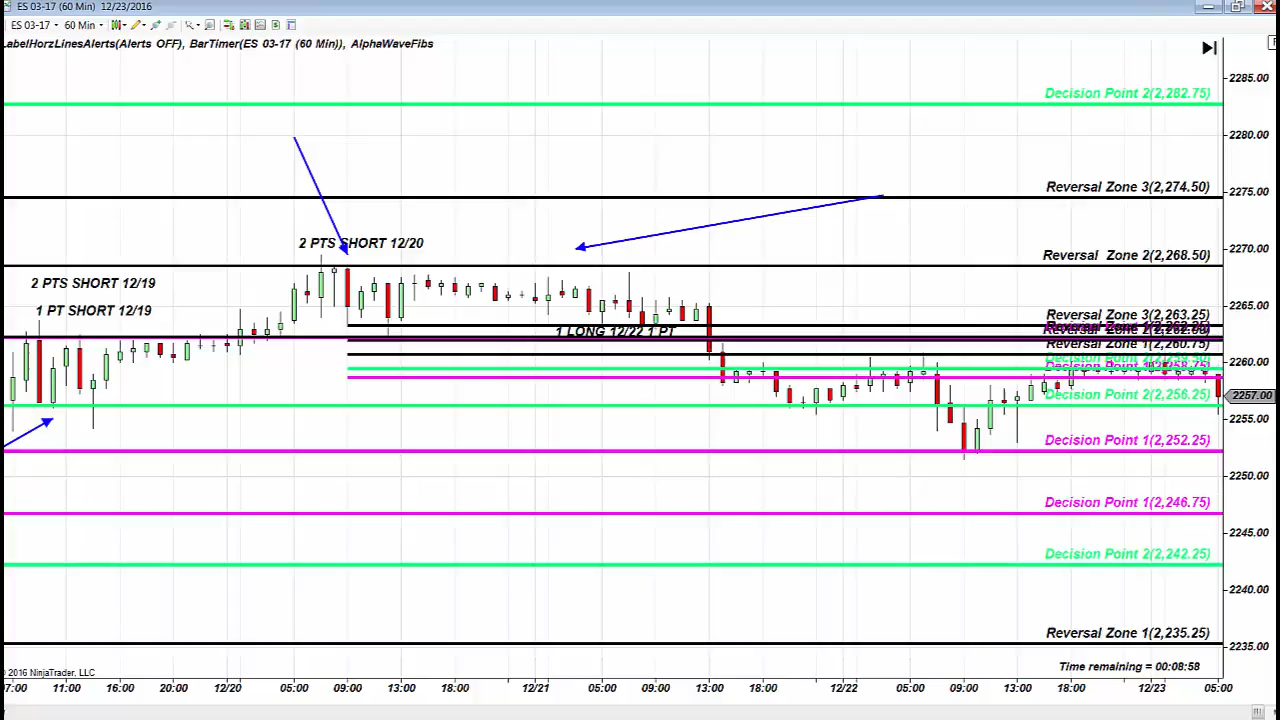 ES 03-17 (60 Min)  12/23/2016
ES 03-17  60 Min
LabelHorzLinesAlerts(Alerts OFF), BarTimer(ES 03-17 (60 Min)), AlphaWaveFibs
2285.00
Decision Point 2(2,282.75)
2280.00
2275.00
Reversal Zone 3(2,274.50)
2270.00
2 PTS SHORT 12/20
Reversal Zone 2(2,268.50)
2 PTS SHORT 12/19
1 PT SHORT 12/19
2265.00
Reversal Zone 3(2,263.25)
1 LONG 12/22 1 PT
Reversal Zone 1(2,260.75)
2260.00
Decision Point 2(2,256.25)
2257.00
2255.00
Decision Point 1(2,252.25)
2250.00
Decision Point 1(2,246.75)
2245.00
Decision Point 2(2,242.25)
2240.00
Reversal Zone 1(2,235.25)
2235.00
Time remaining = 00:08:58
© 2016 NinjaTrader, LLC
07:00 11:00 16:00 20:00 12/20 05:00 09:00 13:00 18:00 12/21 05:00 09:00 13:00 18:00 12/22 05:00 09:00 13:00 18:00 12/23 05:00